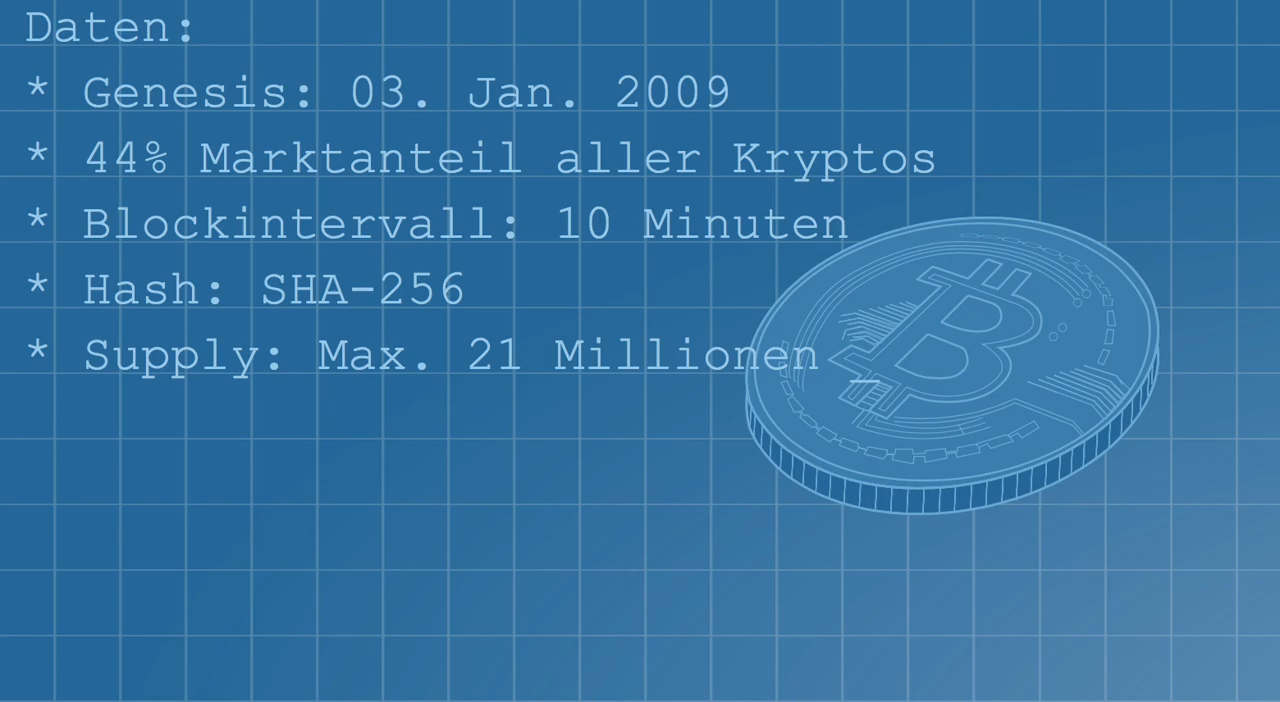 Daten:
* Genesis: 03. Jan. 2009
* 44% Marktanteil aller Kryptos
* Blockintervall: 10 Minuten
* Hash: SHA-256
* Supply: Max. 21 Millionen _